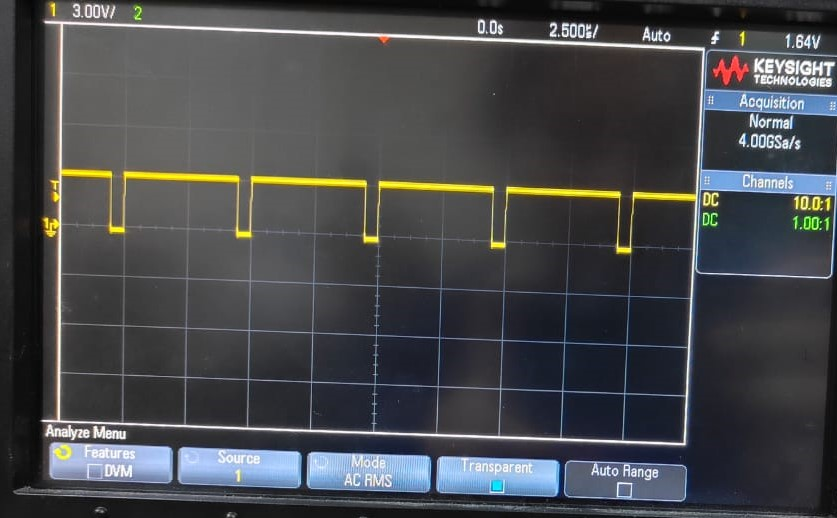 1 3.00V/ 2 0.0s 2.500µs/ Auto 1 1.64V
KEYSIGHT
TECHNOLOGIES
Acquisition
Normal
4.00GSa/s
Channels
DC 10.0:1
DC 1.00:1
T
Analyze Menu
Features
DVM
Source
1
Mode
AC RMS
Transparent
Auto Range